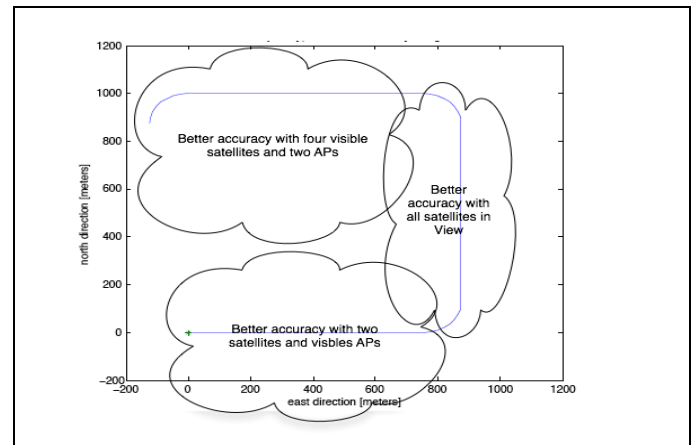 1200
1000
800
600
400
200
0
−200
Better accuracy with four visible
satellites and two APs
Better
accuracy with
all satellites in
View
Better accuracy with two
satellites and visbles APs
north direction [meters]
−200 0 200 400 600 800 1000 1200
east direction [meters]